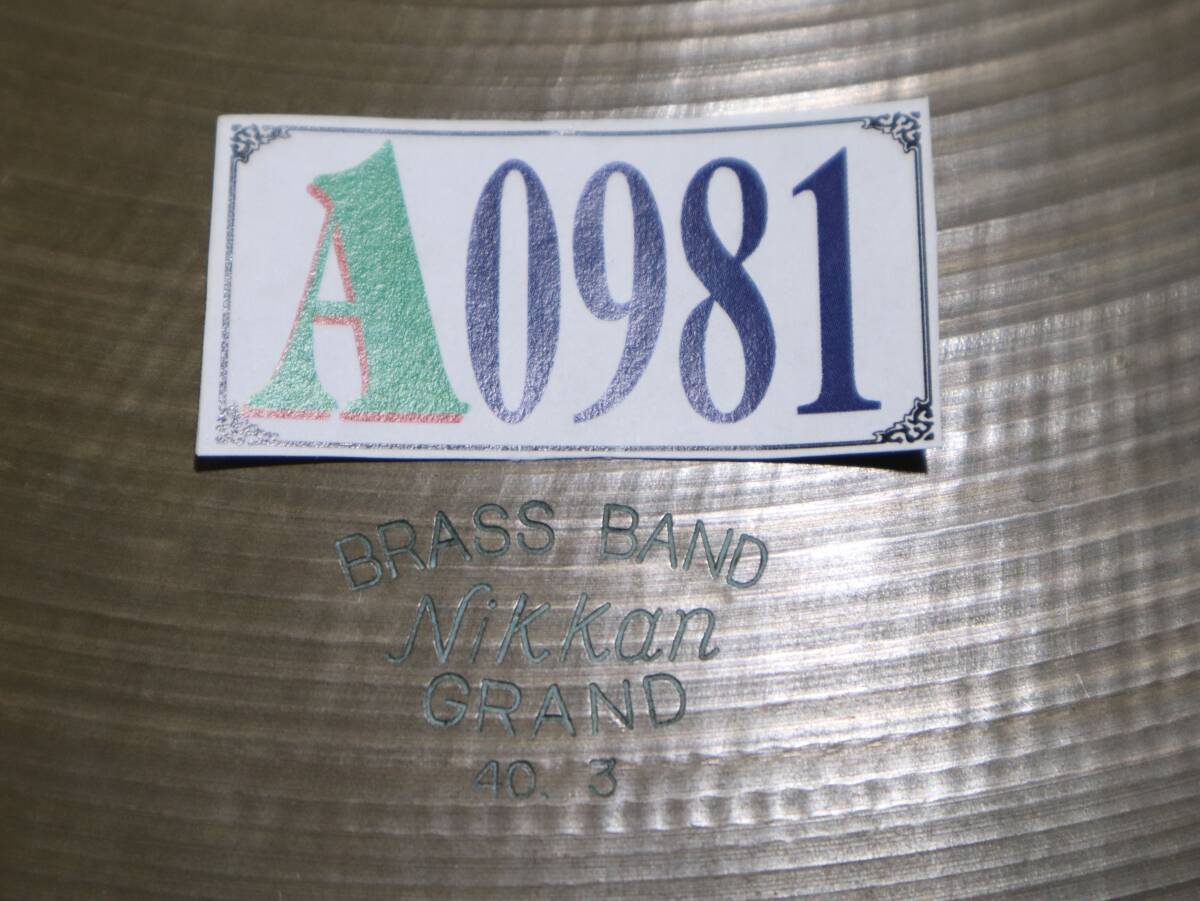 A0981
BRASS BAND
Nikkan
GRAND
40. 3